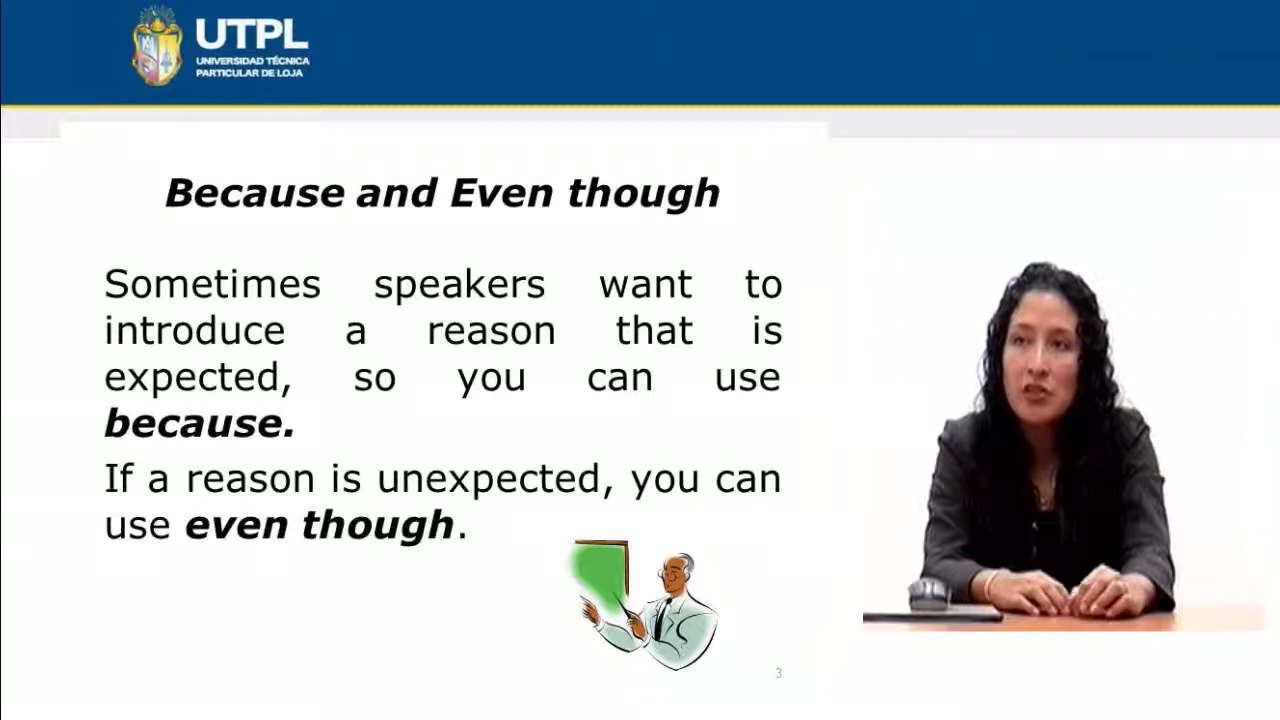 UTPL
UNIVERSIDAD TÉCNICA
PARTICULAR DE LOJA
Because and Even though
Sometimes speakers want to
introduce a reason that is
expected, so you can use
because.
If a reason is unexpected, you can
use even though.
3